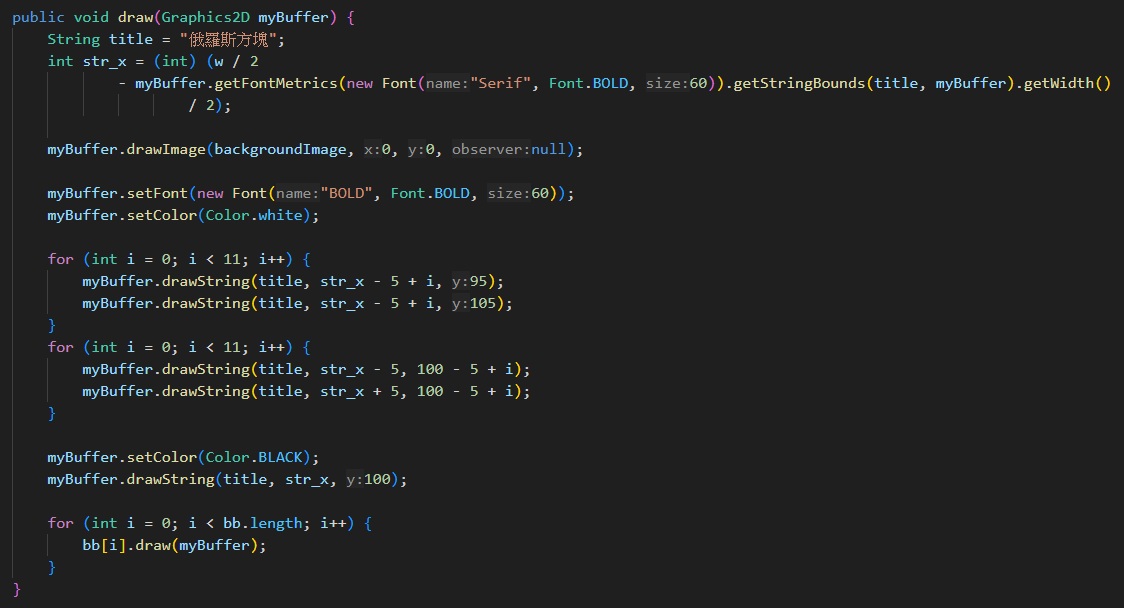 public void draw(Graphics2D myBuffer) {
String title = "俄羅斯方塊";
int str_x = (int) (w / 2
- myBuffer.getFontMetrics(new Font(name:"Serif", Font.BOLD, size:60)).getStringBounds(title, myBuffer).getWidth()
/ 2);
myBuffer.drawImage(backgroundImage, x:0, y:0, observer:null);
myBuffer.setFont(new Font(name:"BOLD", Font.BOLD, size:60));
myBuffer.setColor(Color.white);
for (int i = 0; i < 11; i++) {
myBuffer.drawString(title, str_x - 5 + i, y:95);
myBuffer.drawString(title, str_x - 5 + i, y:105);
}
for (int i = 0; i < 11; i++) {
myBuffer.drawString(title, str_x - 5, 100 - 5 + i);
myBuffer.drawString(title, str_x + 5, 100 - 5 + i);
}
myBuffer.setColor(Color.BLACK);
myBuffer.drawString(title, str_x, y:100);
for (int i = 0; i < bb.length; i++) {
bb[i].draw(myBuffer);
}
}